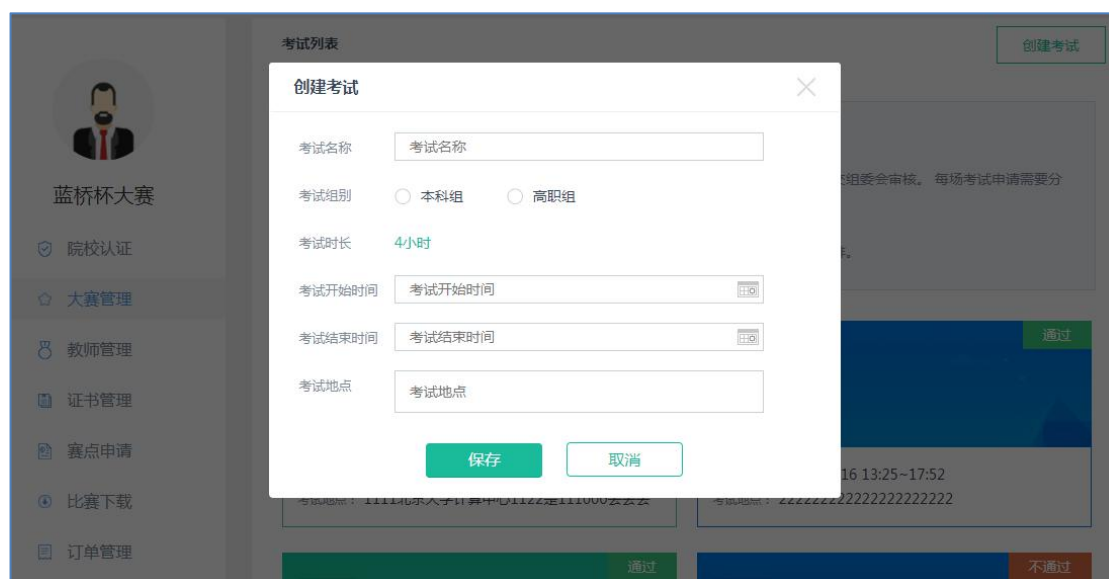 考试列表
创建考试
创建考试
考试名称 考试名称
考试组别 本科组 高职组
考试时长 4小时
考试开始时间 考试开始时间
考试结束时间 考试结束时间
考试地点 考试地点
保存 取消
蓝桥杯大赛
院校认证
大赛管理
教师管理
证书管理
赛点申请
比赛下载
订单管理
组委会审核。 每场考试申请需要分
通过
16 13:25~17:52
考试地点: 222222222222222222222
通过
不通过